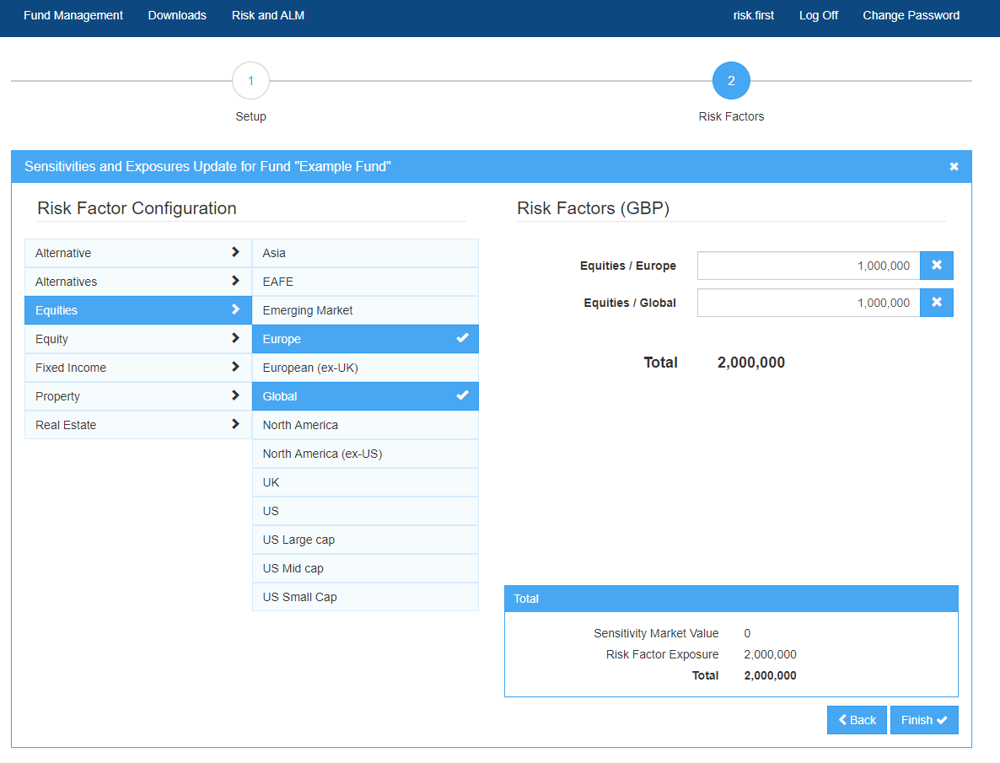 Fund Management Downloads Risk and ALM risk.first Log Off Change Password
1 2
Setup Risk Factors
Sensitivities and Exposures Update for Fund "Example Fund"
Risk Factor Configuration
Alternative
Alternatives
Equities
Equity
Fixed Income
Property
Real Estate
Asia
EAFE
Emerging Market
Europe
European (ex-UK)
Global
North America
North America (ex-US)
UK
US
US Large cap
US Mid cap
US Small Cap
Risk Factors (GBP)
Equities / Europe 1,000,000
Equities / Global 1,000,000
Total 2,000,000
Total
Sensitivity Market Value 0
Risk Factor Exposure 2,000,000
Total 2,000,000
Back Finish